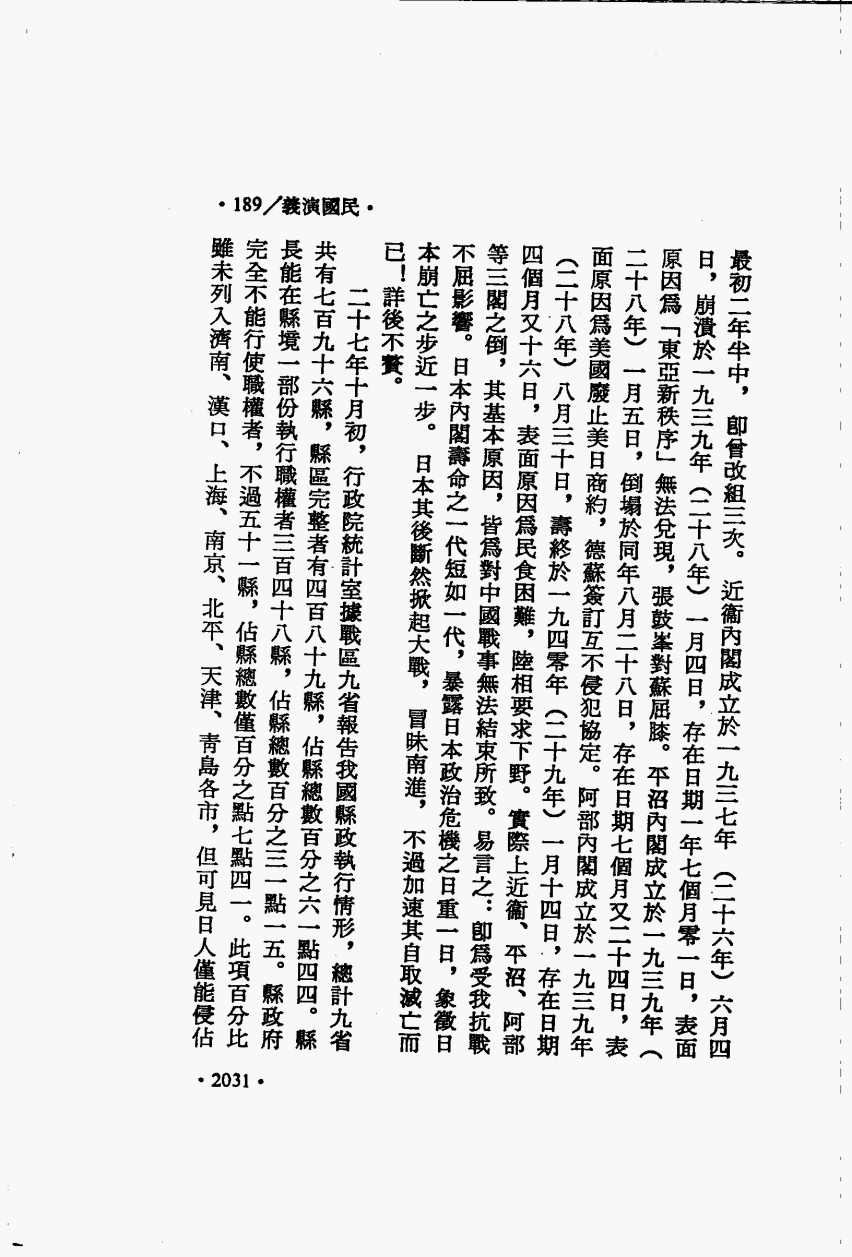 •189/義演國民•
最初二年半中，卽曾改組三次。近衞內閣成立於一九三七年（二十六年）六月四
日，崩潰於一九三九年（二十八年）一月四日，存在日期一年七個月零一日，表面
原因爲「東亞新秩序」無法兌現，張鼓峯對蘇屈膝。平沼內閣成立於一九三九年（
二十八年）一月五日，倒塌於同年八月二十八日，存在日期七個月又二十四日，表
面原因爲美國廢止美日商約，德蘇簽訂互不侵犯協定。阿部內閣成立於一九三九年
（二十八年）八月三十日，壽終於一九四零年（二十九年）一月十四日，存在日期
四個月又十六日，表面原因爲民食困難，陸相要求下野。實際上近衞、平沼、阿部
等三閣之倒，其基本原因，皆爲對中國戰事無法結束所致。易言之：卽爲受我抗戰
不屈影響。日本內閣壽命之一代短如一代，暴露日本政治危機之日重一日，象徵日
本崩亡之步近一步。日本其後斷然掀起大戰，冒昧南進，不過加速其自取滅亡而
已！詳後不贅。
二十七年十月初，行政院統計室據戰區九省報告我國縣政執行情形，總計九省
共有七百九十六縣，縣區完整者有四百八十九縣，佔縣總數百分之六一點四四。縣
長能在縣境一部份執行職權者三百四十八縣，佔縣總數百分之三一點一五。縣政府
完全不能行使職權者，不過五十一縣，佔縣總數僅百分之點七點四一。此項百分比
雖未列入濟南、漢口、上海、南京、北平、天津、靑島各市，但可見日人僅能侵佔
•2031•